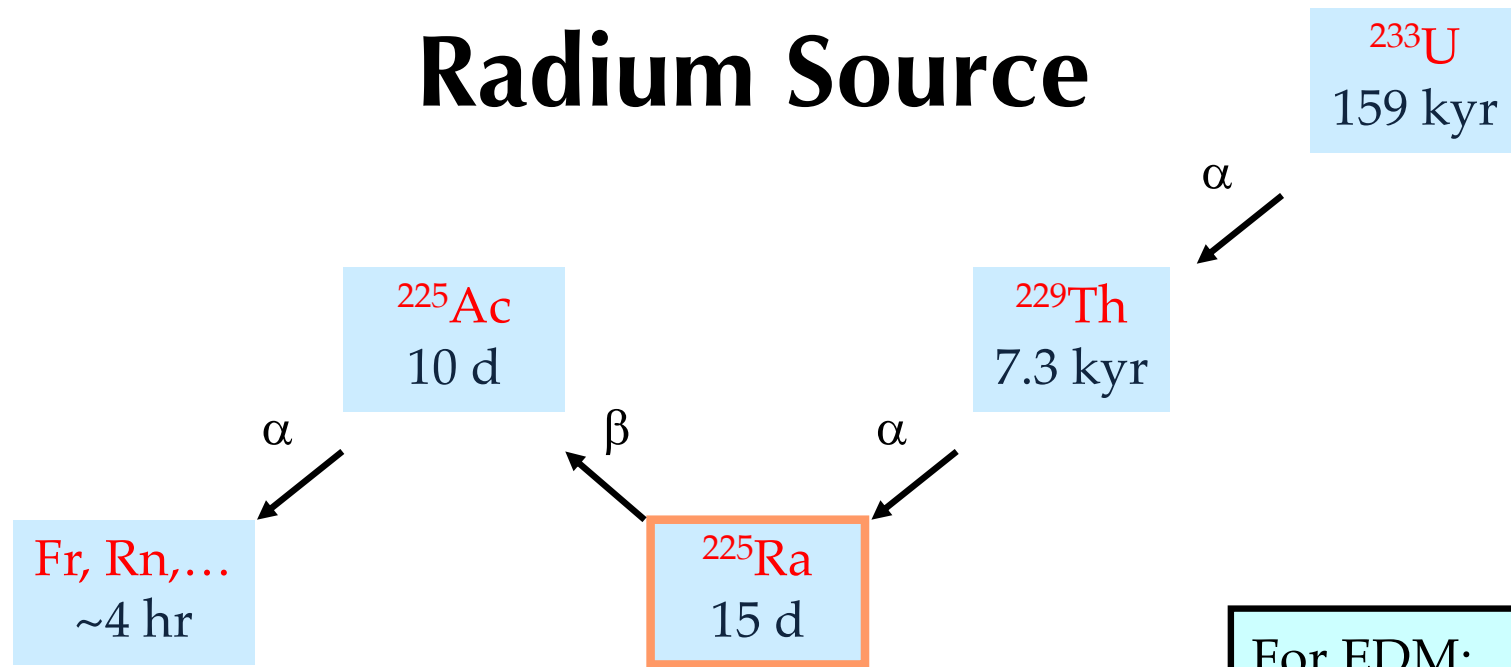 Radium Source
²³³U
159 kyr
α
²²⁵Ac
10 d
²²⁹Th
7.3 kyr
α
β
α
Fr, Rn,…
~4 hr
²²⁵Ra
15 d
For EDM: